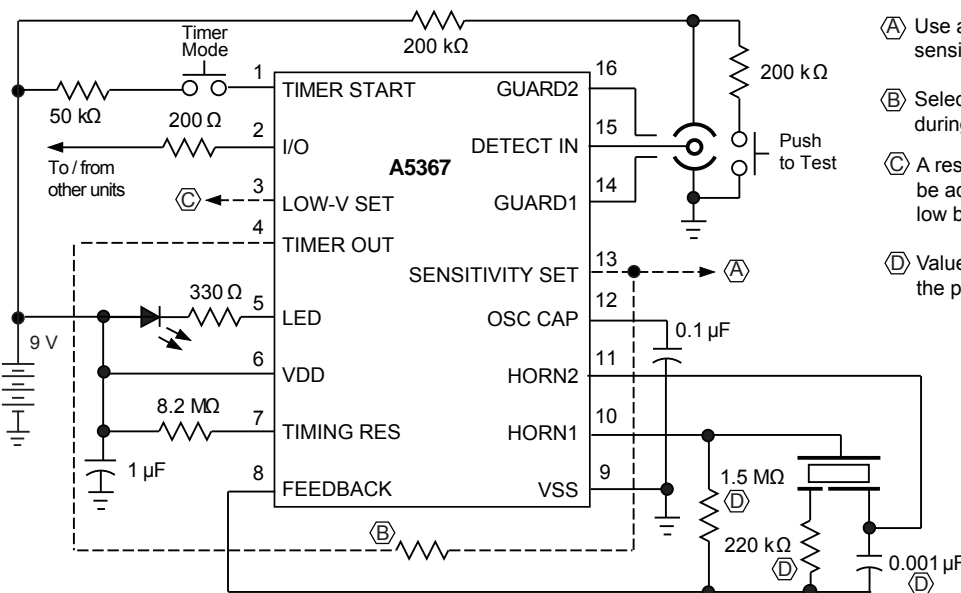 Timer
Mode
200 kΩ
50 kΩ
200 Ω
To / from
other units
C
A5367
1
TIMER START
2
I/O
3
LOW-V SET
4
TIMER OUT
5
LED
6
VDD
7
TIMING RES
8
FEEDBACK
330 Ω
9 V
8.2 MΩ
1 µF
B
16
GUARD2
15
DETECT IN
14
GUARD1
13
SENSITIVITY SET
12
OSC CAP
11
HORN2
10
HORN1
9
VSS
200 kΩ
Push
to Test
A
0.1 µF
1.5 MΩ
D
220 kΩ
D
0.001 µF
D
A Use a
sensi
B Selec
during
C A res
be ac
low b
D Value
the p